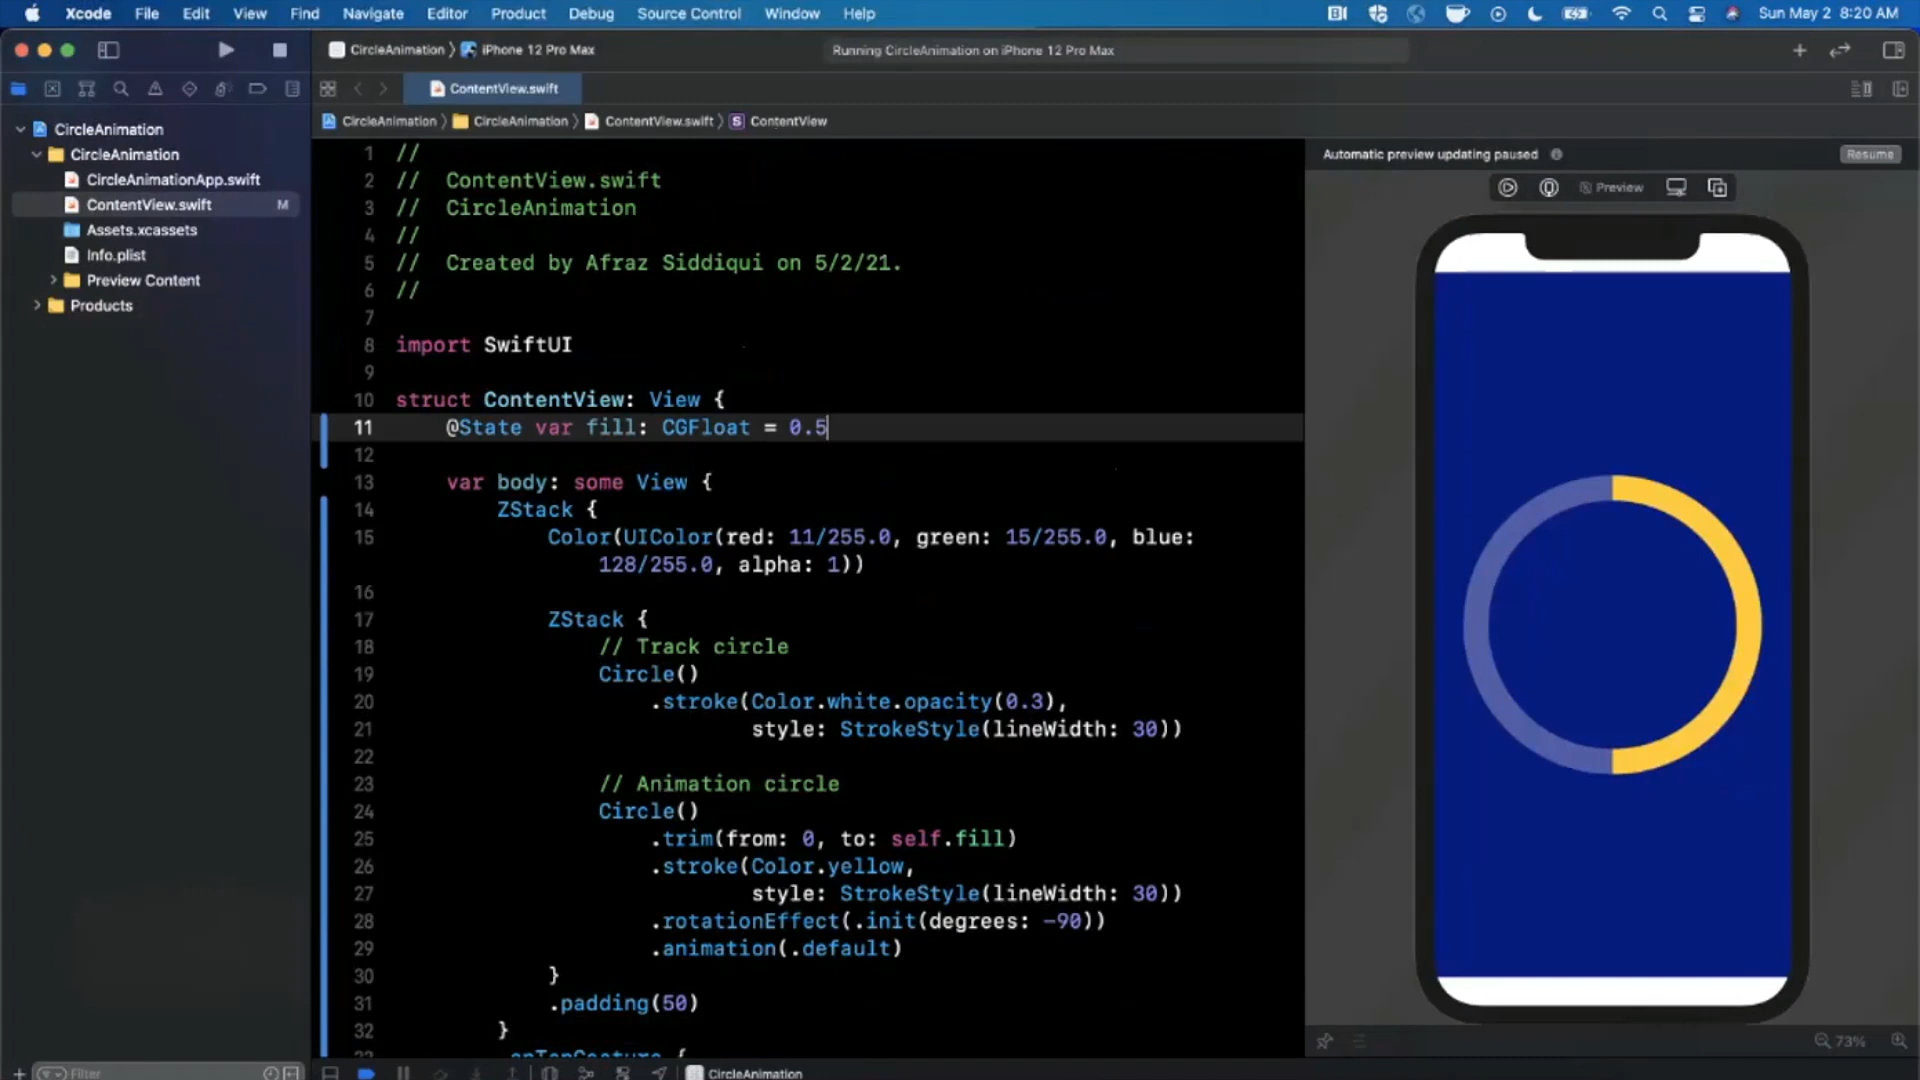 Xcode File Edit View Find Navigate Editor Product Debug Source Control Window Help Sun May 2 8:20 AM
CircleAnimation iPhone 12 Pro Max
Running CircleAnimation on iPhone 12 Pro Max
ContentView.swift
CircleAnimation CircleAnimation ContentView.swift S ContentView
CircleAnimation
CircleAnimation
CircleAnimationApp.swift
ContentView.swift M
Assets.xcassets
Info.plist
Preview Content
Products
1 //
2 // ContentView.swift
3 // CircleAnimation
4 //
5 // Created by Afraz Siddiqui on 5/2/21.
6 //
7
8 import SwiftUI
9
10 struct ContentView: View {
11 @State var fill: CGFloat = 0.5
12
13 var body: some View {
14 ZStack {
15 Color(UIColor(red: 11/255.0, green: 15/255.0, blue:
128/255.0, alpha: 1))
16
17 ZStack {
18 // Track circle
19 Circle()
20 .stroke(Color.white.opacity(0.3),
21 style: StrokeStyle(lineWidth: 30))
22
23 // Animation circle
24 Circle()
25 .trim(from: 0, to: self.fill)
26 .stroke(Color.yellow,
27 style: StrokeStyle(lineWidth: 30))
28 .rotationEffect(.init(degrees: -90))
29 .animation(.default)
30 }
31 .padding(50)
32 }
33 .onTapGesture {
Automatic preview updating paused
Resume
Preview
73%
Filter
CircleAnimation